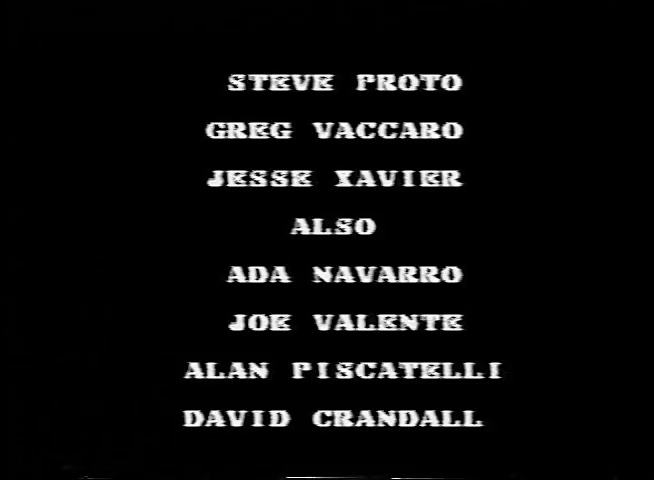 STEVE PROTO
GREG VACCARO
JESSE XAVIER
ALSO
ADA NAVARRO
JOE VALENTE
ALAN PISCATELLI
DAVID CRANDALL